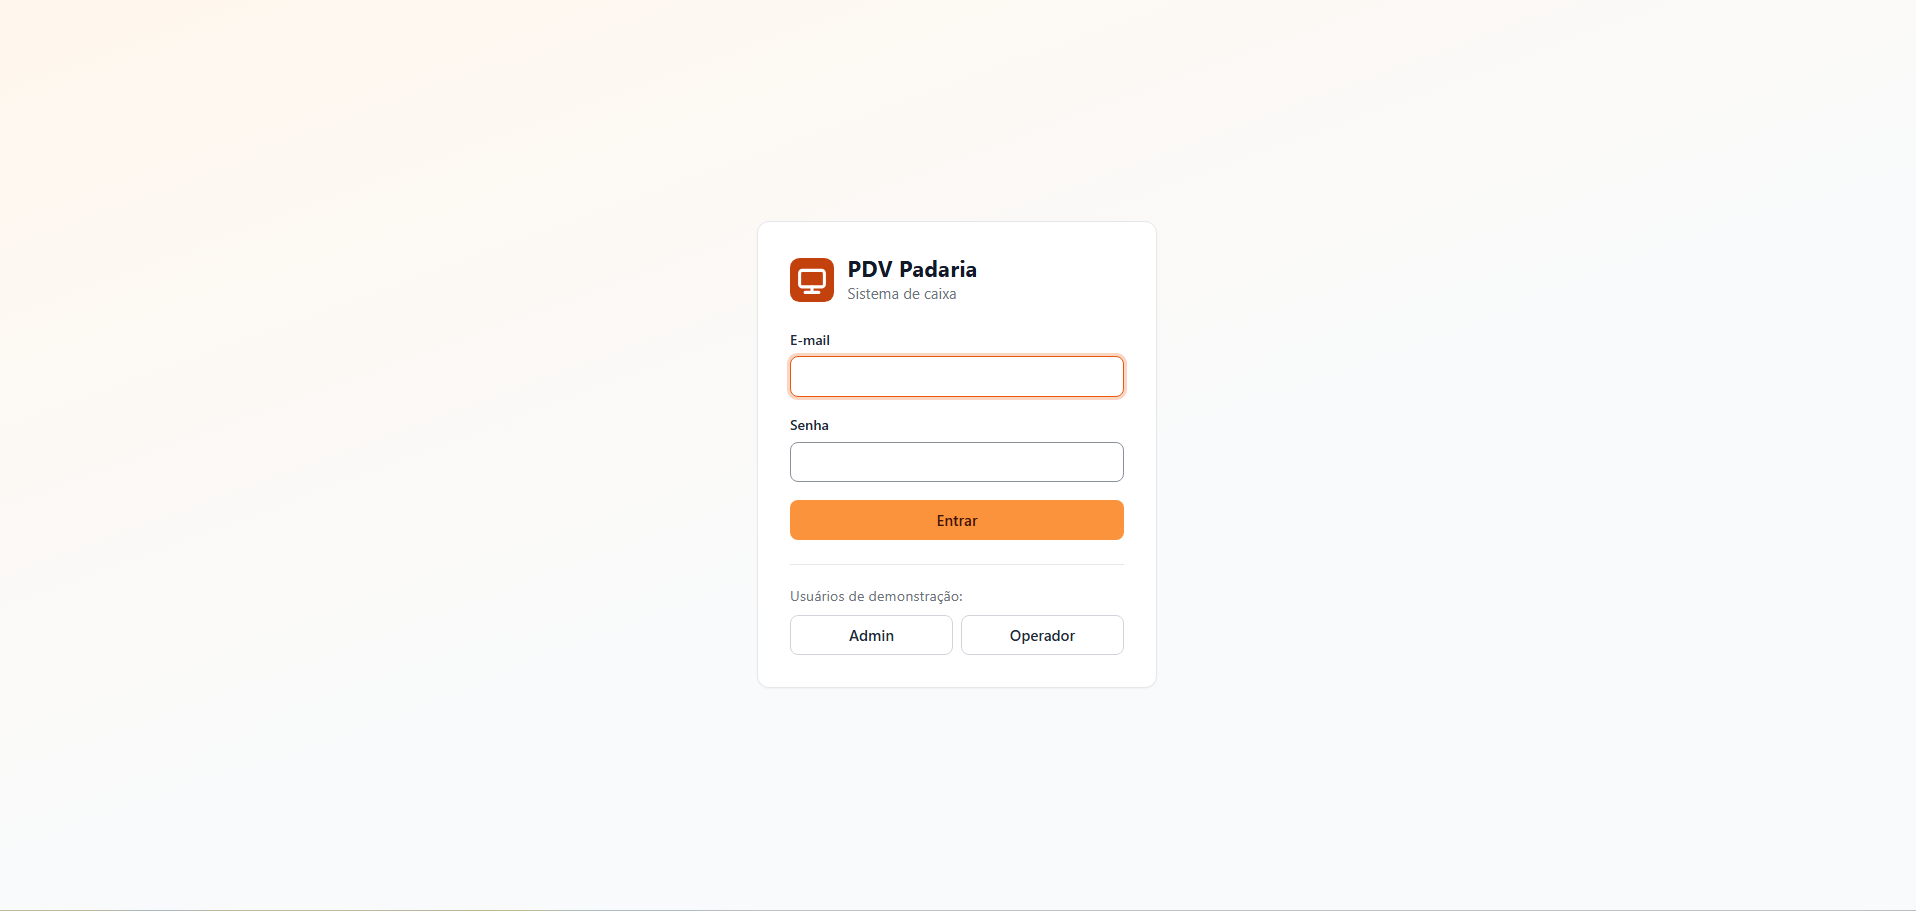 PDV Padaria
Sistema de caixa
E-mail
Senha
Entrar
Usuários de demonstração:
Admin
Operador